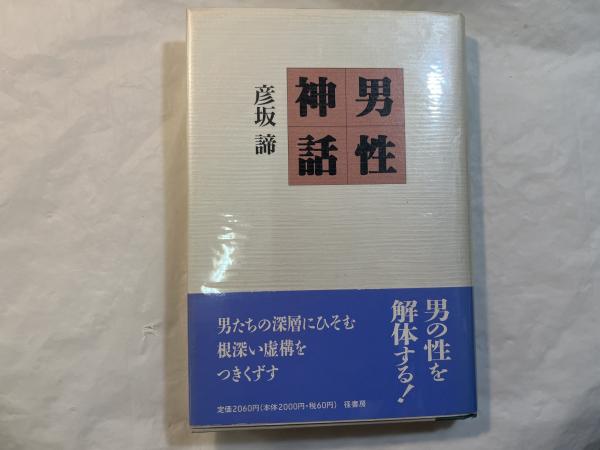 男性
神話
彦坂 諦
男の性を
解体する!
男たちの深層にひそむ
根深い虚構を
つきくずす
定価2060円(本体2000円・税60円) 径書房